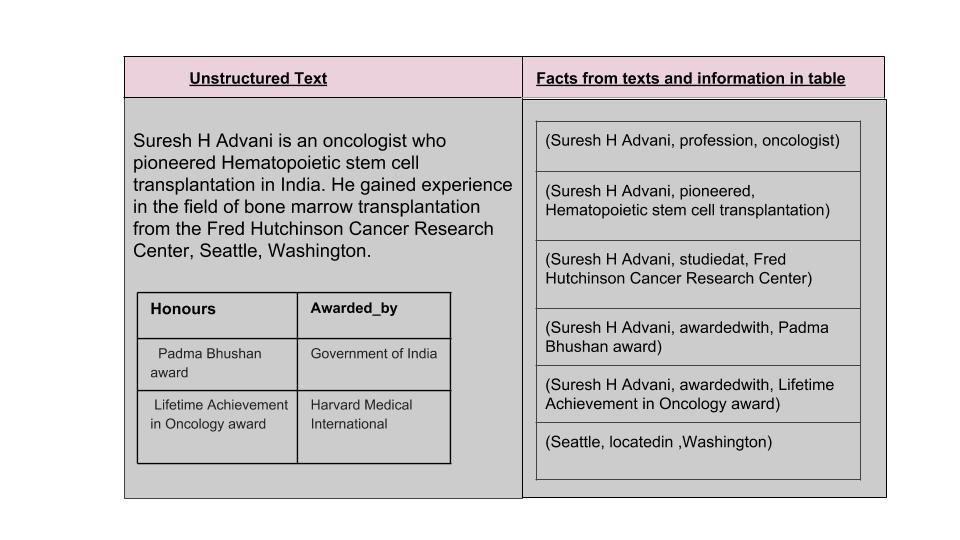 Unstructured Text
Facts from texts and information in table
Suresh H Advani is an oncologist who
pioneered Hematopoietic stem cell
transplantation in India. He gained experience
in the field of bone marrow transplantation
from the Fred Hutchinson Cancer Research
Center, Seattle, Washington.
Honours
Awarded_by
Padma Bhushan
award
Government of India
Lifetime Achievement
in Oncology award
Harvard Medical
International
(Suresh H Advani, profession, oncologist)
(Suresh H Advani, pioneered,
Hematopoietic stem cell transplantation)
(Suresh H Advani, studiedat, Fred
Hutchinson Cancer Research Center)
(Suresh H Advani, awardedwith, Padma
Bhushan award)
(Suresh H Advani, awardedwith, Lifetime
Achievement in Oncology award)
(Seattle, locatedin ,Washington)